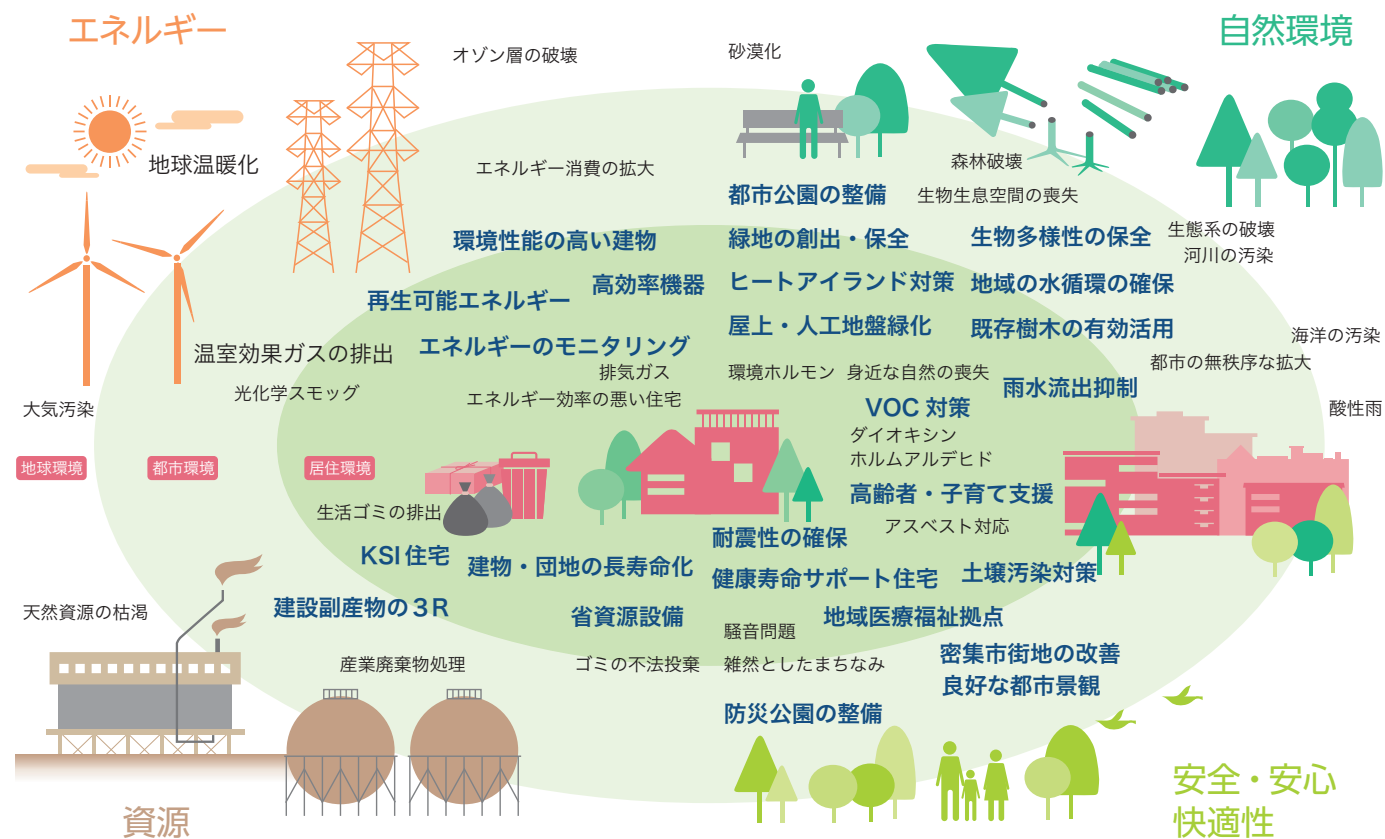 エネルギー
自然環境
オゾン層の破壊
砂漠化
地球温暖化
エネルギー消費の拡大
森林破壊
都市公園の整備
生物生息空間の喪失
環境性能の高い建物
緑地の創出・保全
生物多様性の保全
生態系の破壊
河川の汚染
再生可能エネルギー
高効率機器
ヒートアイランド対策
地域の水循環の確保
屋上・人工地盤緑化
既存樹木の有効活用
海洋の汚染
温室効果ガスの排出
エネルギーのモニタリング
都市の無秩序な拡大
排気ガス
環境ホルモン
身近な自然の喪失
雨水流出抑制
光化学スモッグ
エネルギー効率の悪い住宅
大気汚染
VOC 対策
酸性雨
ダイオキシン
ホルムアルデヒド
地球環境
都市環境
居住環境
高齢者・子育て支援
生活ゴミの排出
アスベスト対応
耐震性の確保
KSI 住宅
建物・団地の長寿命化
健康寿命サポート住宅
土壌汚染対策
天然資源の枯渇
建設副産物の3R
省資源設備
地域医療福祉拠点
騒音問題
産業廃棄物処理
ゴミの不法投棄
雑然としたまちなみ
密集市街地の改善
良好な都市景観
防災公園の整備
資源
安全・安心
快適性